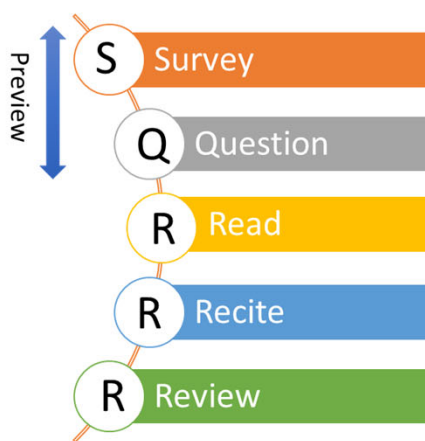 Preview
S Survey
Q Question
R Read
R Recite
R Review